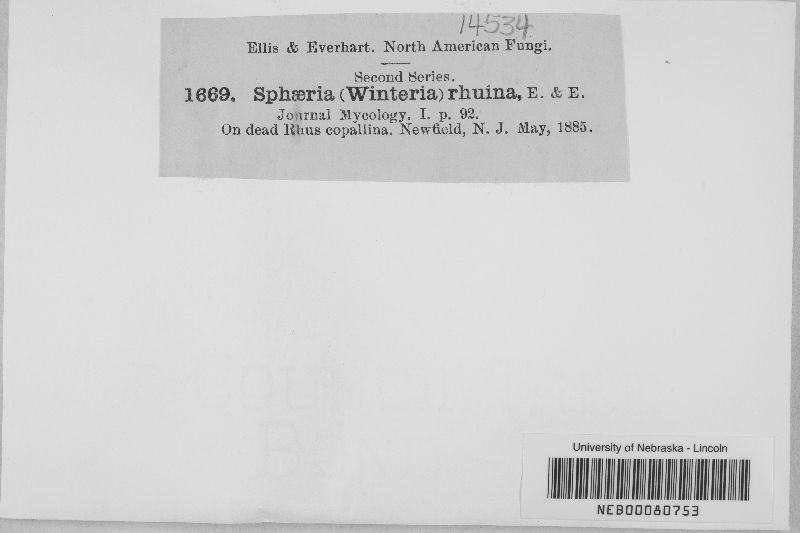 14534
Ellis & Everhart. North American Fungi.
Second Series.
1669. Sphæria (Winteria) rhuina, E. & E.
Journal Mycology. I. p. 92.
On dead Rhus copallina. Newfield, N. J. May, 1885.
University of Nebraska - Lincoln
NEB00080753